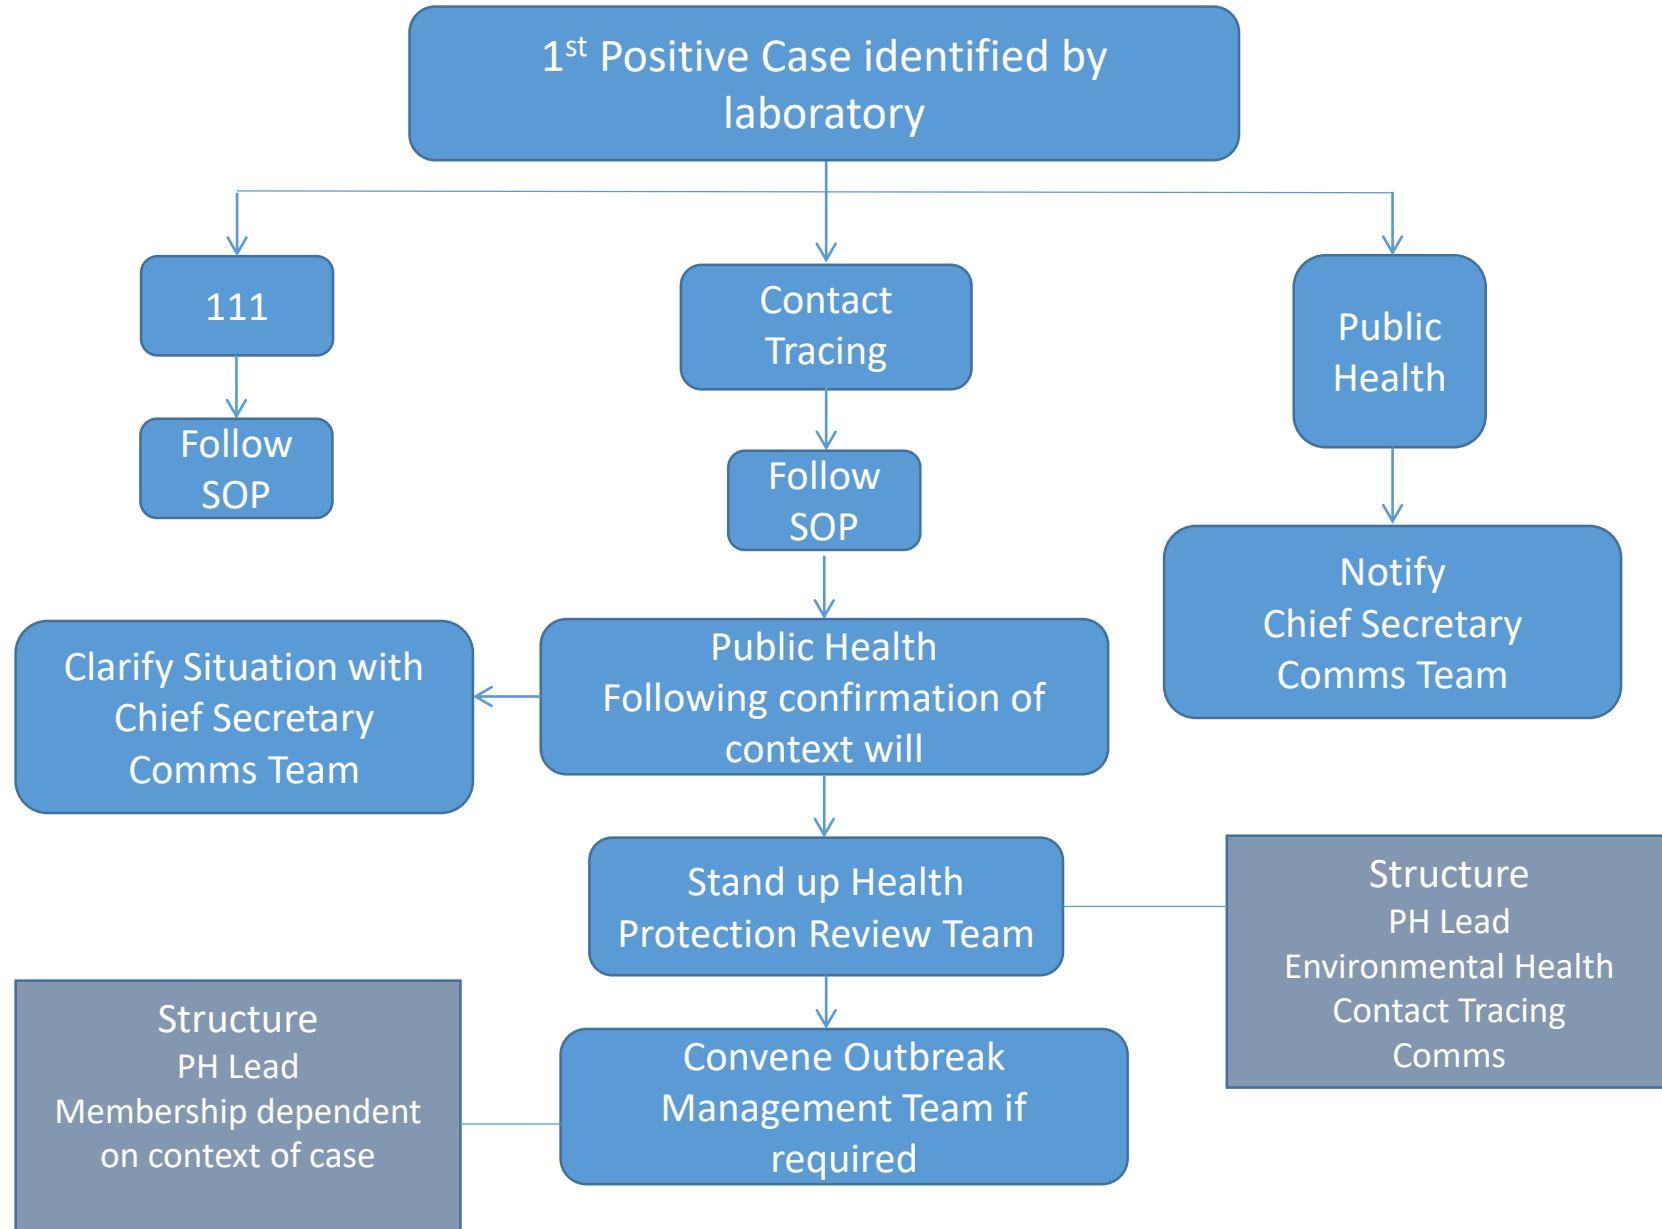 1st Positive Case identified by
laboratory
111
Contact
Tracing
Public
Health
Follow
SOP
Follow
SOP
Notify
Chief Secretary
Comms Team
Clarify Situation with
Chief Secretary
Comms Team
Public Health
Following confirmation of
context will
Stand up Health
Protection Review Team
Structure
PH Lead
Environmental Health
Contact Tracing
Comms
Structure
PH Lead
Membership dependent
on context of case
Convene Outbreak
Management Team if
required